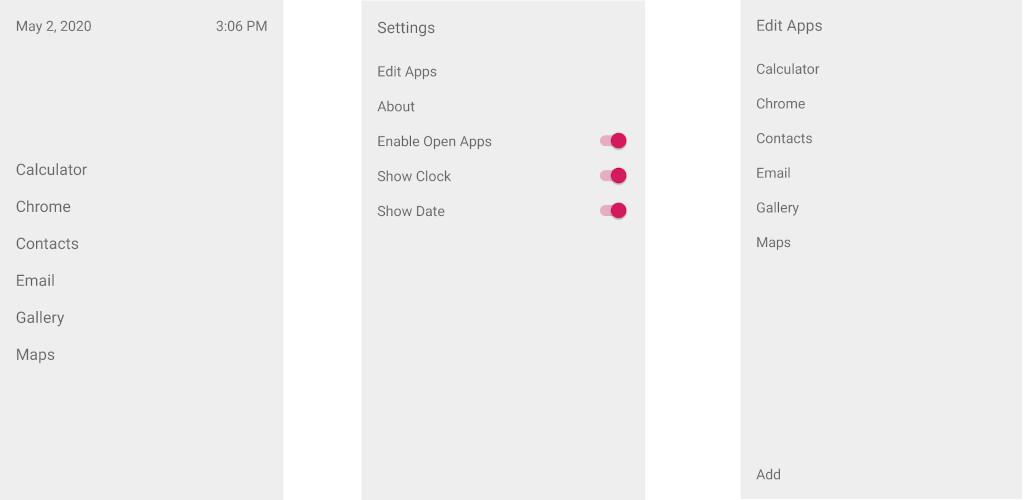 May 2, 2020 3:06 PM
Calculator
Chrome
Contacts
Email
Gallery
Maps
Settings
Edit Apps
About
Enable Open Apps
Show Clock
Show Date
Edit Apps
Calculator
Chrome
Contacts
Email
Gallery
Maps
Add